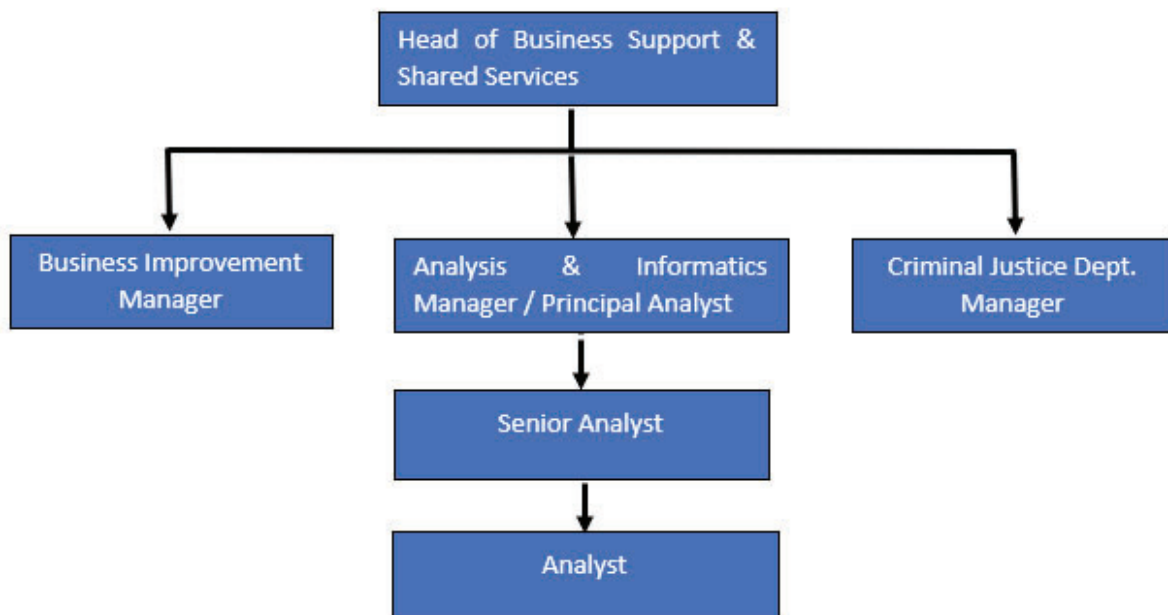 Head of Business Support &
Shared Services
Business Improvement
Manager
Analysis & Informatics
Manager / Principal Analyst
Criminal Justice Dept.
Manager
Senior Analyst
Analyst